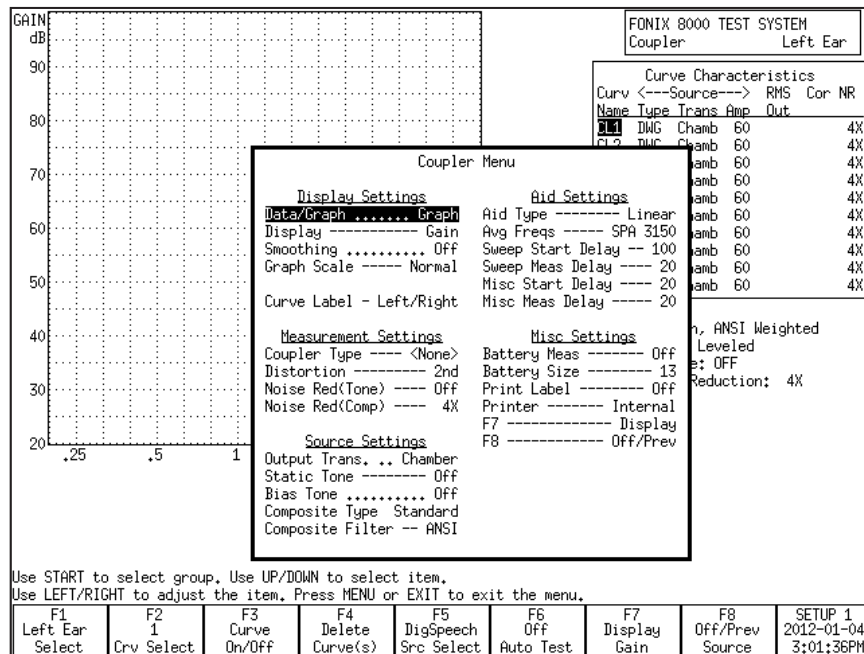 GAIN
dB
90
80
70
60
50
40
30
20
.25 .5 1
FONIX 8000 TEST SYSTEM
Coupler Left Ear
Curve Characteristics
Curv <---Source---> RMS Cor NR
Name Type Trans Amp Out
CL1 DWG Chamb 60 4X
CL2 DWG Chamb 60 4X
amb 60 4X
amb 60 4X
amb 60 4X
amb 60 4X
amb 60 4X
amb 60 4X
amb 60 4X
, ANSI Weighted
Leveled
: OFF
Reduction: 4X
Coupler Menu
Display Settings
Data/Graph ....... Graph
Display ----------- Gain
Smoothing .......... Off
Graph Scale ----- Normal
Curve Label - Left/Right
Measurement Settings
Coupler Type ---- <None>
Distortion --------- 2nd
Noise Red(Tone) ---- Off
Noise Red(Comp) ---- 4X
Source Settings
Output Trans. .. Chamber
Static Tone -------- Off
Bias Tone .......... Off
Composite Type Standard
Composite Filter -- ANSI
Aid Settings
Aid Type -------- Linear
Avg Freqs ----- SPA 3150
Sweep Start Delay -- 100
Sweep Meas Delay ---- 20
Misc Start Delay ---- 20
Misc Meas Delay ----- 20
Misc Settings
Battery Meas ------- Off
Battery Size -------- 13
Print Label -------- Off
Printer ------- Internal
F7 ------------- Display
F8 ------------ Off/Prev
Use START to select group. Use UP/DOWN to select item.
Use LEFT/RIGHT to adjust the item. Press MENU or EXIT to exit the menu.
F1
Left Ear
Select
F2
1
Crv Select
F3
Curve
On/Off
F4
Delete
Curve(s)
F5
DigSpeech
Src Select
F6
Off
Auto Test
F7
Display
Gain
F8
Off/Prev
Source
SETUP 1
2012-01-04
3:01:36PM